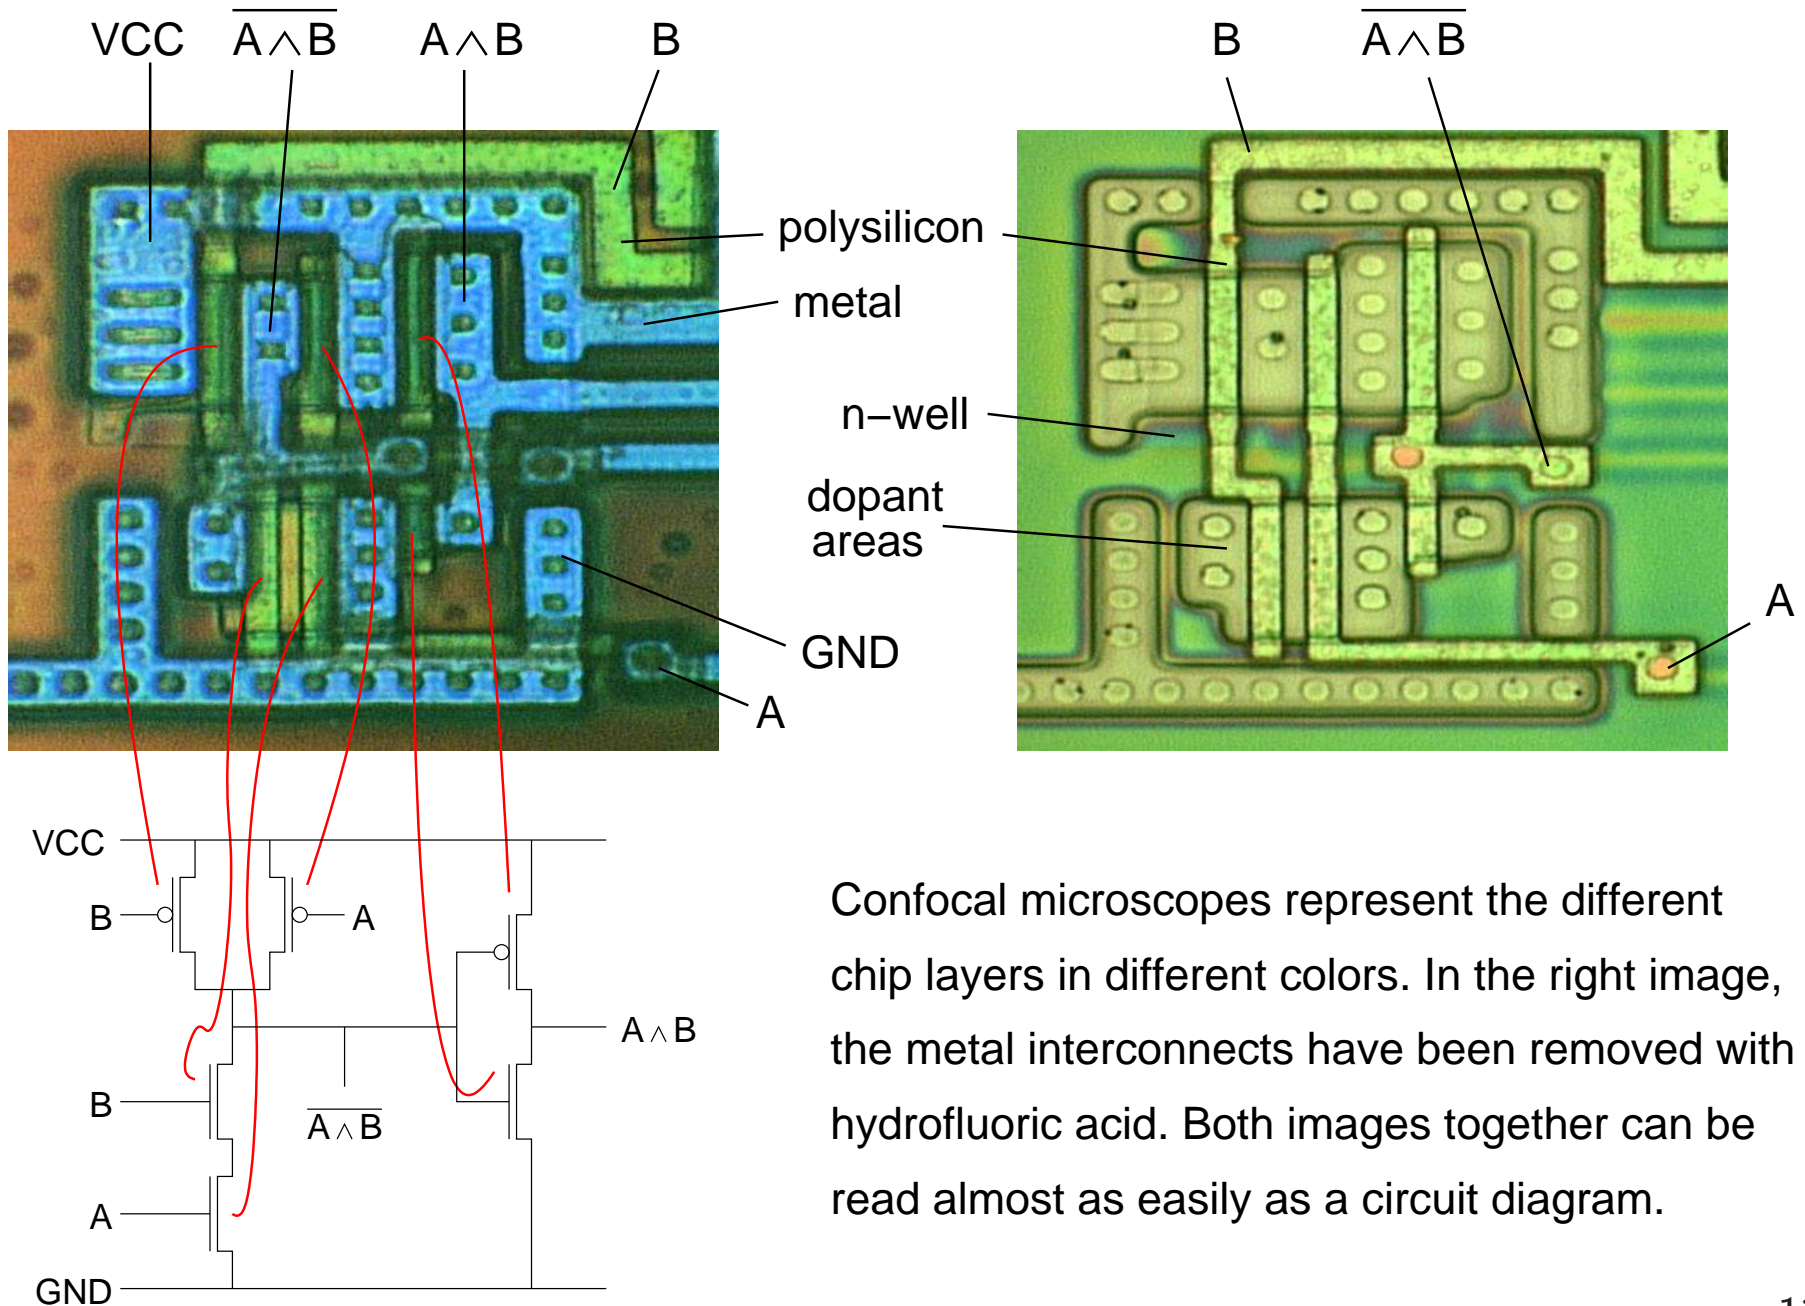 VCC
A∧B
A∧B
B
B
A∧B
polysilicon
metal
n−well
dopant
areas
GND
A
A
VCC
B
A
A∧B
B
A∧B
A
GND
Confocal microscopes represent the different
chip layers in different colors. In the right image,
the metal interconnects have been removed with
hydrofluoric acid. Both images together can be
read almost as easily as a circuit diagram.